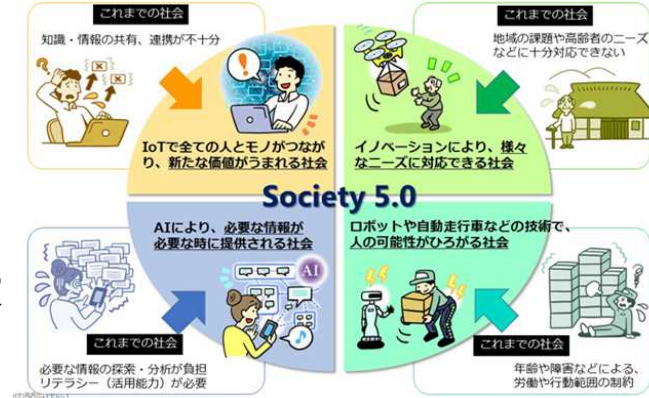 これまでの社会
知識・情報の共有、連携が不十分
IoTで全ての人とモノがつなが
り、新たな価値がうまれる社会
これまでの社会
地域の課題や高齢者のニーズ
などに十分対応できない
イノベーションにより、様々
なニーズに対応できる社会
Society 5.0
AIにより、必要な情報が
必要な時に提供される社会
AI
これまでの社会
必要な情報の探索・分析が負担
リテラシー（活用能力）が必要
ロボットや自動走行車などの技術で、
人の可能性がひろがる社会
これまでの社会
年齢や障害などによる、
労働や行動範囲の制約